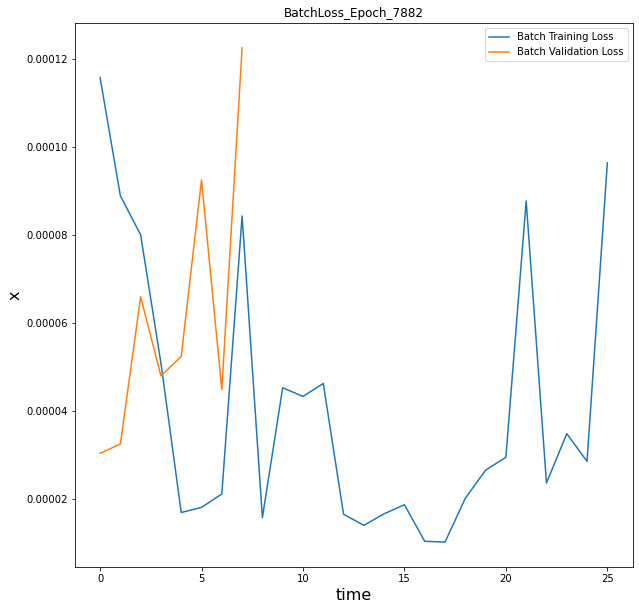 BatchLoss_Epoch_7882
Batch Training Loss
Batch Validation Loss
0.00012
0.00010
0.00008
0.00006
0.00004
0.00002
x
0 5 10 15 20 25
time